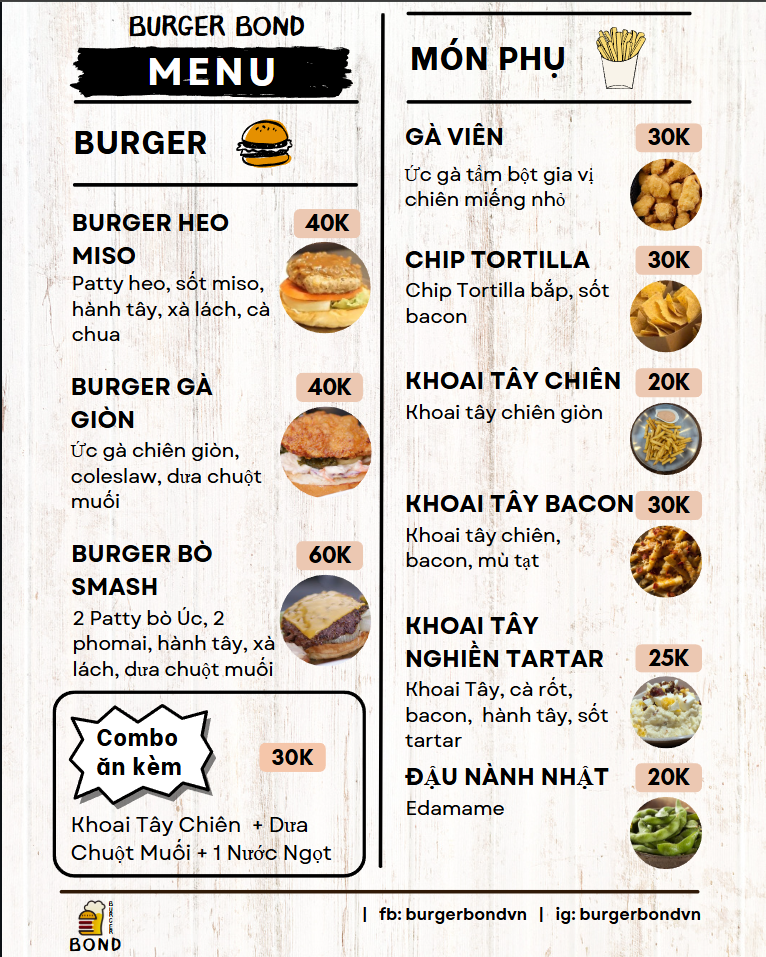 BURGER BOND
MENU
BURGER
BURGER HEO
MISO
40K
Patty heo, sốt miso,
hành tây, xà lách, cà
chua
BURGER GÀ
GIÒN
40K
Ức gà chiên giòn,
coleslaw, dưa chuột
muối
BURGER BÒ
SMASH
60K
2 Patty bò Úc, 2
phomai, hành tây, xà
lách, dưa chuột muối
Combo
ăn kèm
30K
Khoai Tây Chiên + Dưa
Chuột Muối + 1 Nước Ngọt
MÓN PHỤ
GÀ VIÊN
30K
Ức gà tẩm bột gia vị
chiên miếng nhỏ
CHIP TORTILLA
30K
Chip Tortilla bắp, sốt
bacon
KHOAI TÂY CHIÊN
20K
Khoai tây chiên giòn
KHOAI TÂY BACON
30K
Khoai tây chiên,
bacon, mù tạt
KHOAI TÂY
NGHIỀN TARTAR
25K
Khoai Tây, cà rốt,
bacon, hành tây, sốt
tartar
ĐẬU NÀNH NHẬT
20K
Edamame
BURGER
BOND
| fb: burgerbondvn | ig: burgerbondvn